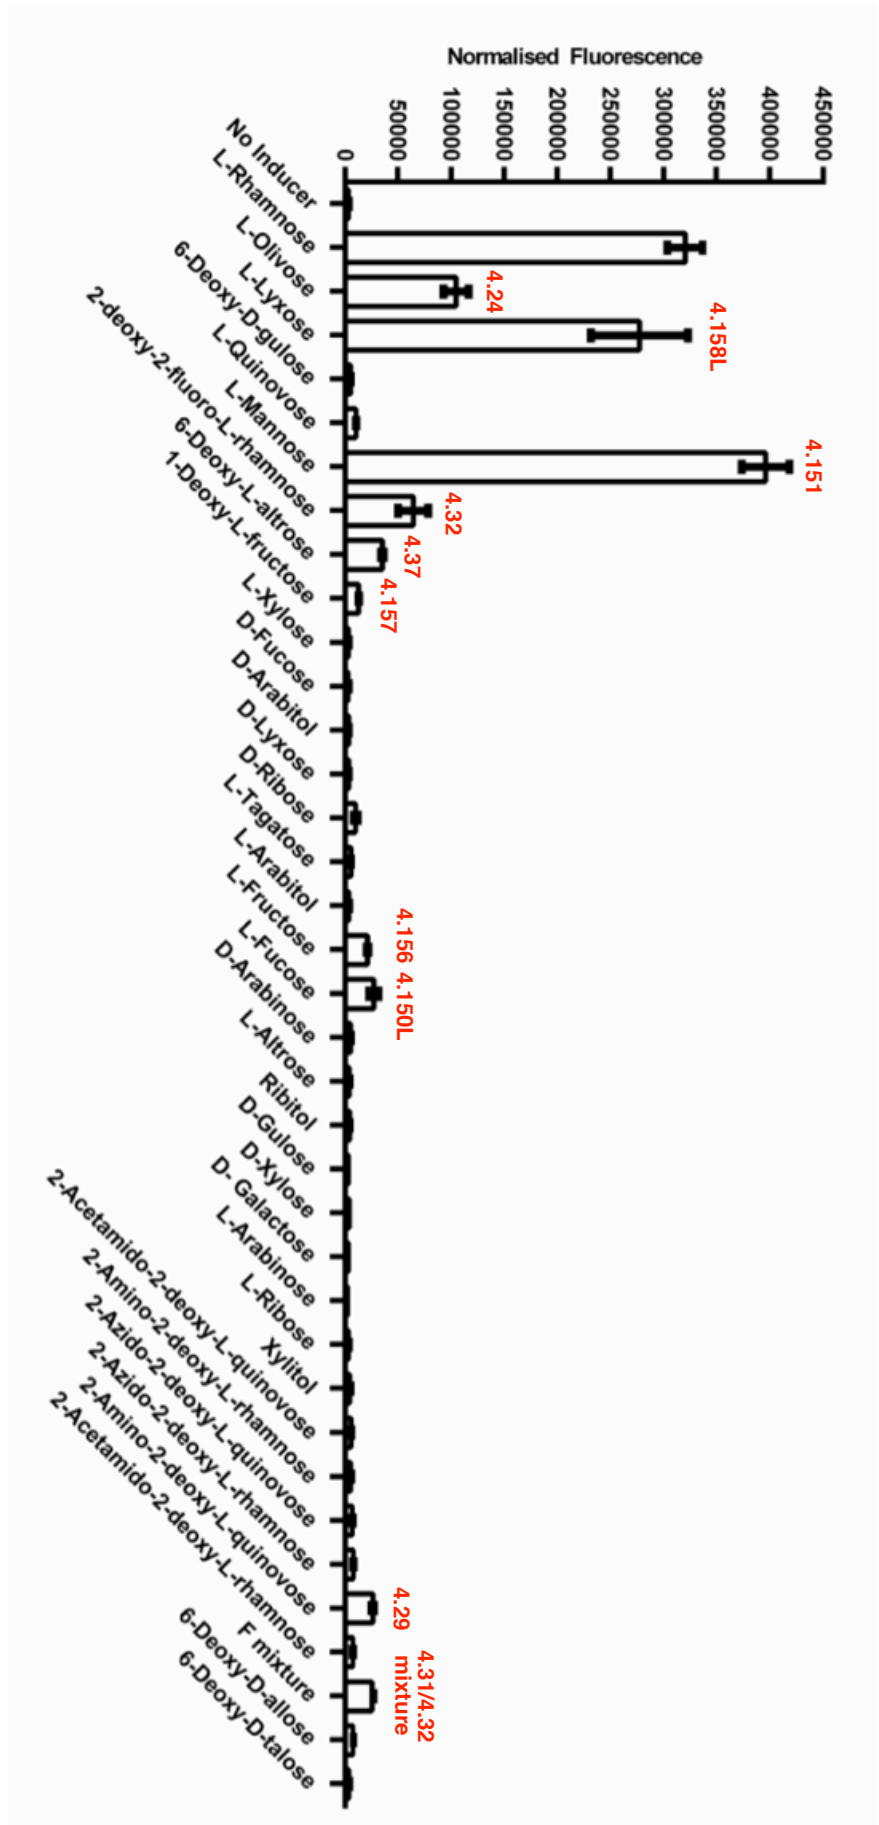 Normalised Fluorescence
0
50000
100000
150000
200000
250000
300000
350000
400000
450000
No Inducer
L-Rhamnose
L-Olivose
L-Lyxose
6-Deoxy-D-gulose
L-Quinovose
L-Mannose
2-deoxy-2-fluoro-L-rhamnose
6-Deoxy-L-altrose
1-Deoxy-L-fructose
L-Xylose
D-Fucose
D-Arabitol
D-Lyxose
D-Ribose
L-Tagatose
L-Arabitol
L-Fructose
L-Fucose
D-Arabinose
L-Altrose
Ribitol
D-Gulose
D-Xylose
D- Galactose
L-Arabinose
L-Ribose
Xylitol
2-Acetamido-2-deoxy-L-quinovose
2-Amino-2-deoxy-L-rhamnose
2-Azido-2-deoxy-L-quinovose
2-Azido-2-deoxy-L-rhamnose
2-Amino-2-deoxy-L-quinovose
2-Acetamido-2-deoxy-L-rhamnose
F mixture
6-Deoxy-D-allose
6-Deoxy-D-talose
4.24
4.158L
4.151
4.32
4.37
4.157
4.156
4.150L
4.29
4.31/4.32
mixture